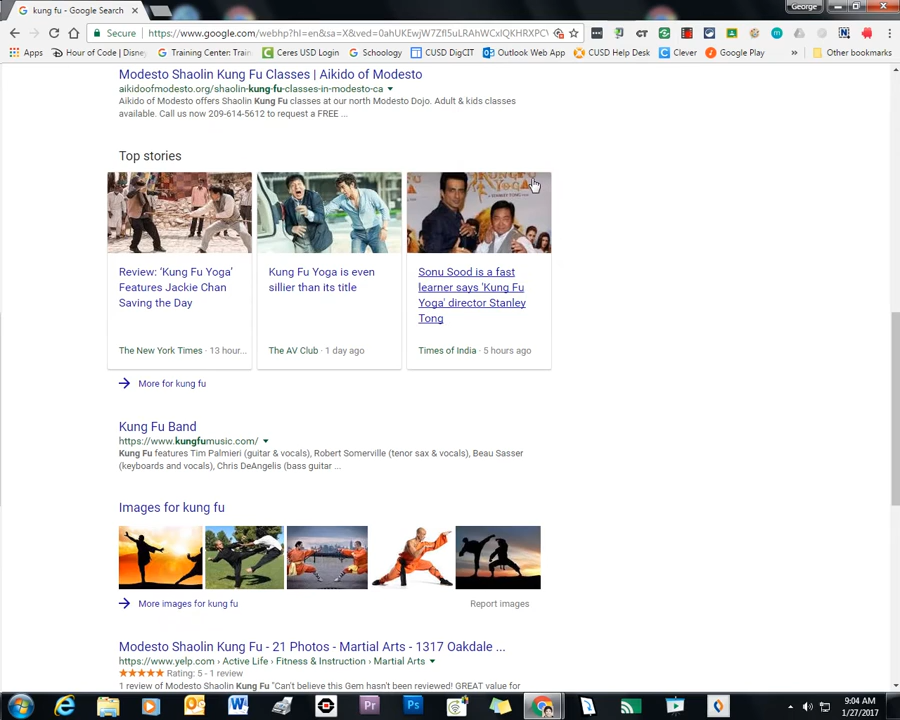 kung fu - Google Search
George
Secure
https://www.google.com/webhp?hl=en&sa=X&ved=0ahUKEwjW7Zfl5uLRAhWCxlQKHRXPC
Apps
Hour of Code | Disne
Training Center: Train
Ceres USD Login
Schoology
CUSD DigCIT
Outlook Web App
CUSD Help Desk
Clever
Google Play
»
Other bookmarks
Modesto Shaolin Kung Fu Classes | Aikido of Modesto
aikidoofmodesto.org/shaolin-kung-fu-classes-in-modesto-ca
Aikido of Modesto offers Shaolin Kung Fu classes at our north Modesto Dojo. Adult & kids classes
available. Call us now 209-614-5612 to request a FREE ...
Top stories
Review: ‘Kung Fu Yoga’
Features Jackie Chan
Saving the Day
The New York Times · 13 hour...
Kung Fu Yoga is even
sillier than its title
The AV Club · 1 day ago
Sonu Sood is a fast
learner says 'Kung Fu
Yoga' director Stanley
Tong
Times of India · 5 hours ago
More for kung fu
Kung Fu Band
https://www.kungfumusic.com/
Kung Fu features Tim Palmieri (guitar & vocals), Robert Somerville (tenor sax & vocals), Beau Sasser
(keyboards and vocals), Chris DeAngelis (bass guitar ...
Images for kung fu
More images for kung fu
Report images
Modesto Shaolin Kung Fu - 21 Photos - Martial Arts - 1317 Oakdale ...
https://www.yelp.com › Active Life › Fitness & Instruction › Martial Arts
Rating: 5 - 1 review
1 review of Modesto Shaolin Kung Fu "Can't believe this Gem hasn't been reviewed! GREAT value for
9:04 AM
1/27/2017